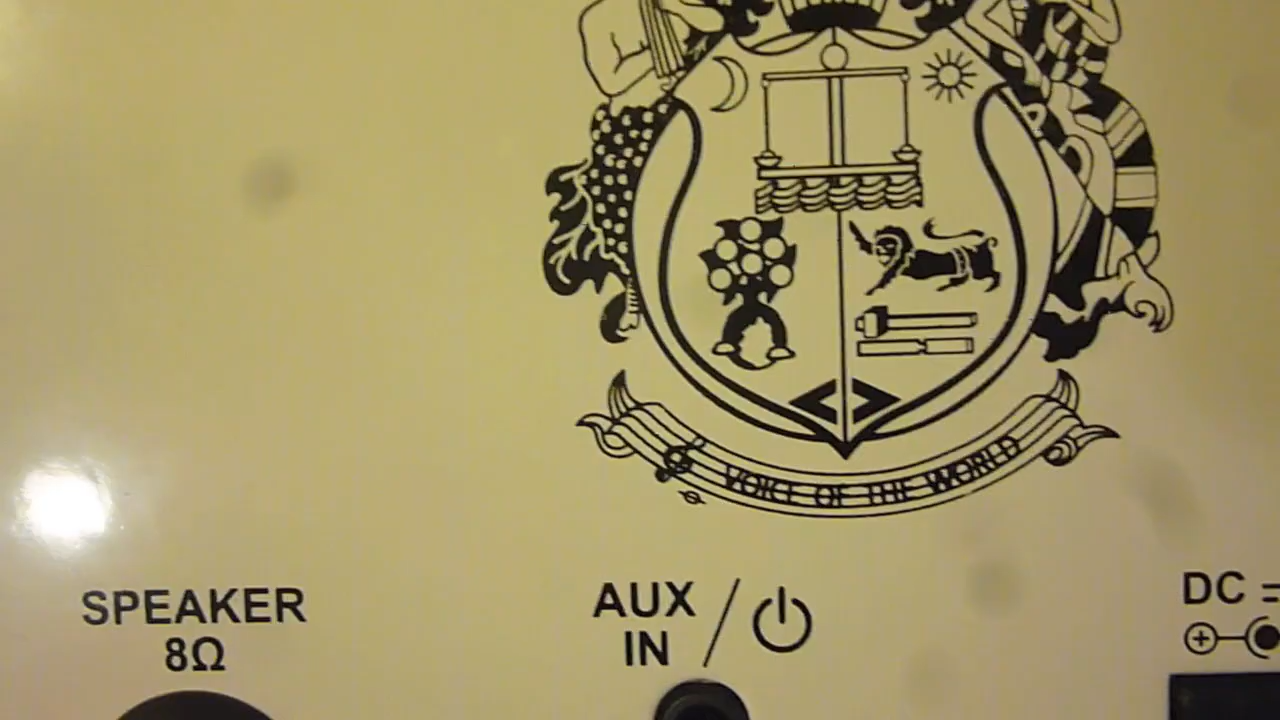 VOICE OF THE WORLD
SPEAKER
8Ω
AUX
IN
DC